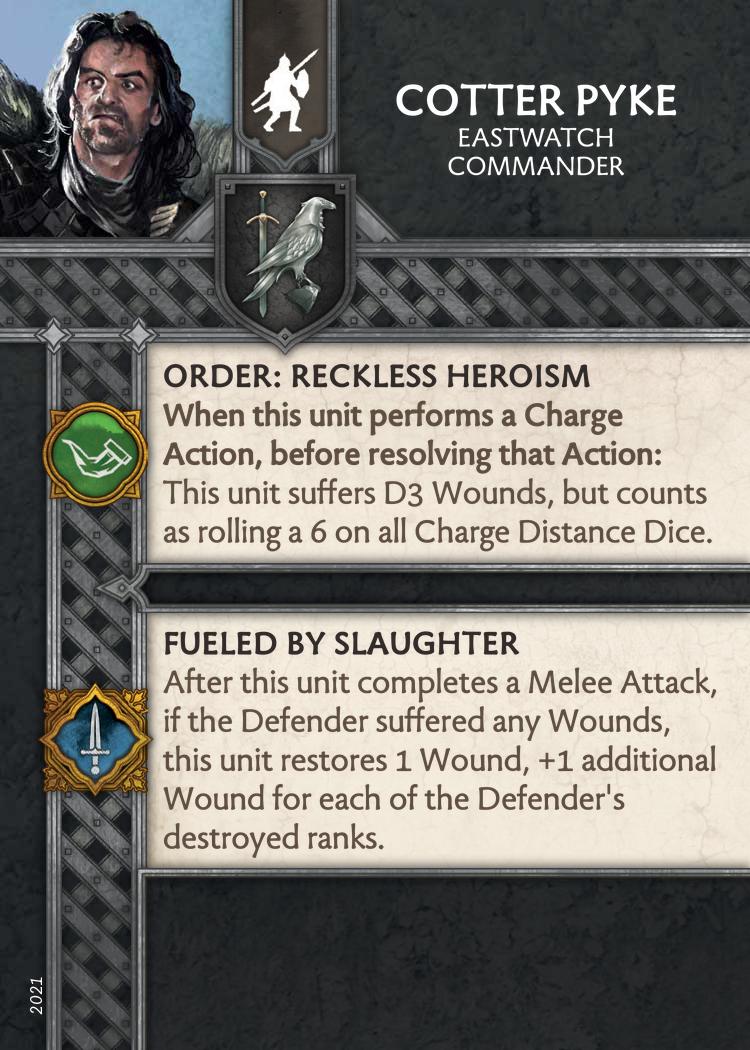 COTTER PYKE
EASTWATCH
COMMANDER
ORDER: RECKLESS HEROISM
When this unit performs a Charge
Action, before resolving that Action:
This unit suffers D3 Wounds, but counts
as rolling a 6 on all Charge Distance Dice.
FUELED BY SLAUGHTER
After this unit completes a Melee Attack,
if the Defender suffered any Wounds,
this unit restores 1 Wound, +1 additional
Wound for each of the Defender's
destroyed ranks.
2021